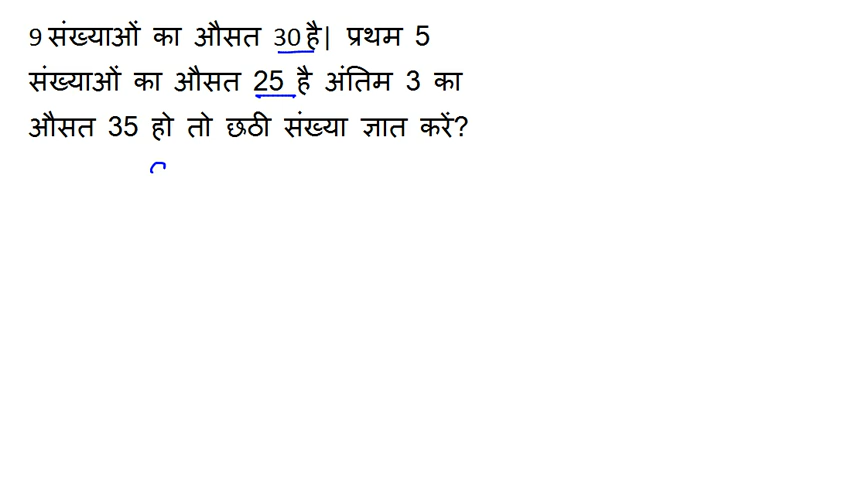 9 संख्याओं का औसत 30 है| प्रथम 5
संख्याओं का औसत 25 है अंतिम 3 का
औसत 35 हो तो छठी संख्या ज्ञात करें?